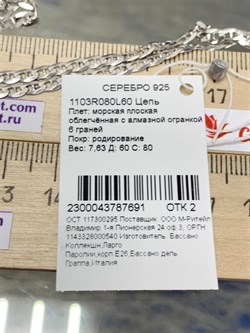 СЕРЕБРО 925
1103R080L60 Цепь
Плет: морская плоская
облегчённая с алмазной огранкой
6 граней
Покр: родирование
Вес: 7,63 Д: 60 С: 80
2300043787691 ОТК 2
ОСТ 117300295 Поставщик: ООО М-Ритейл
Владимир 1-я Пионерская 24 оф.3, ОРГН
1143328000540 Изготовитель: Бассано
Коллекшн,Ларго
Паролини,корп.Е26,Бассано дель
Граппа,Италия